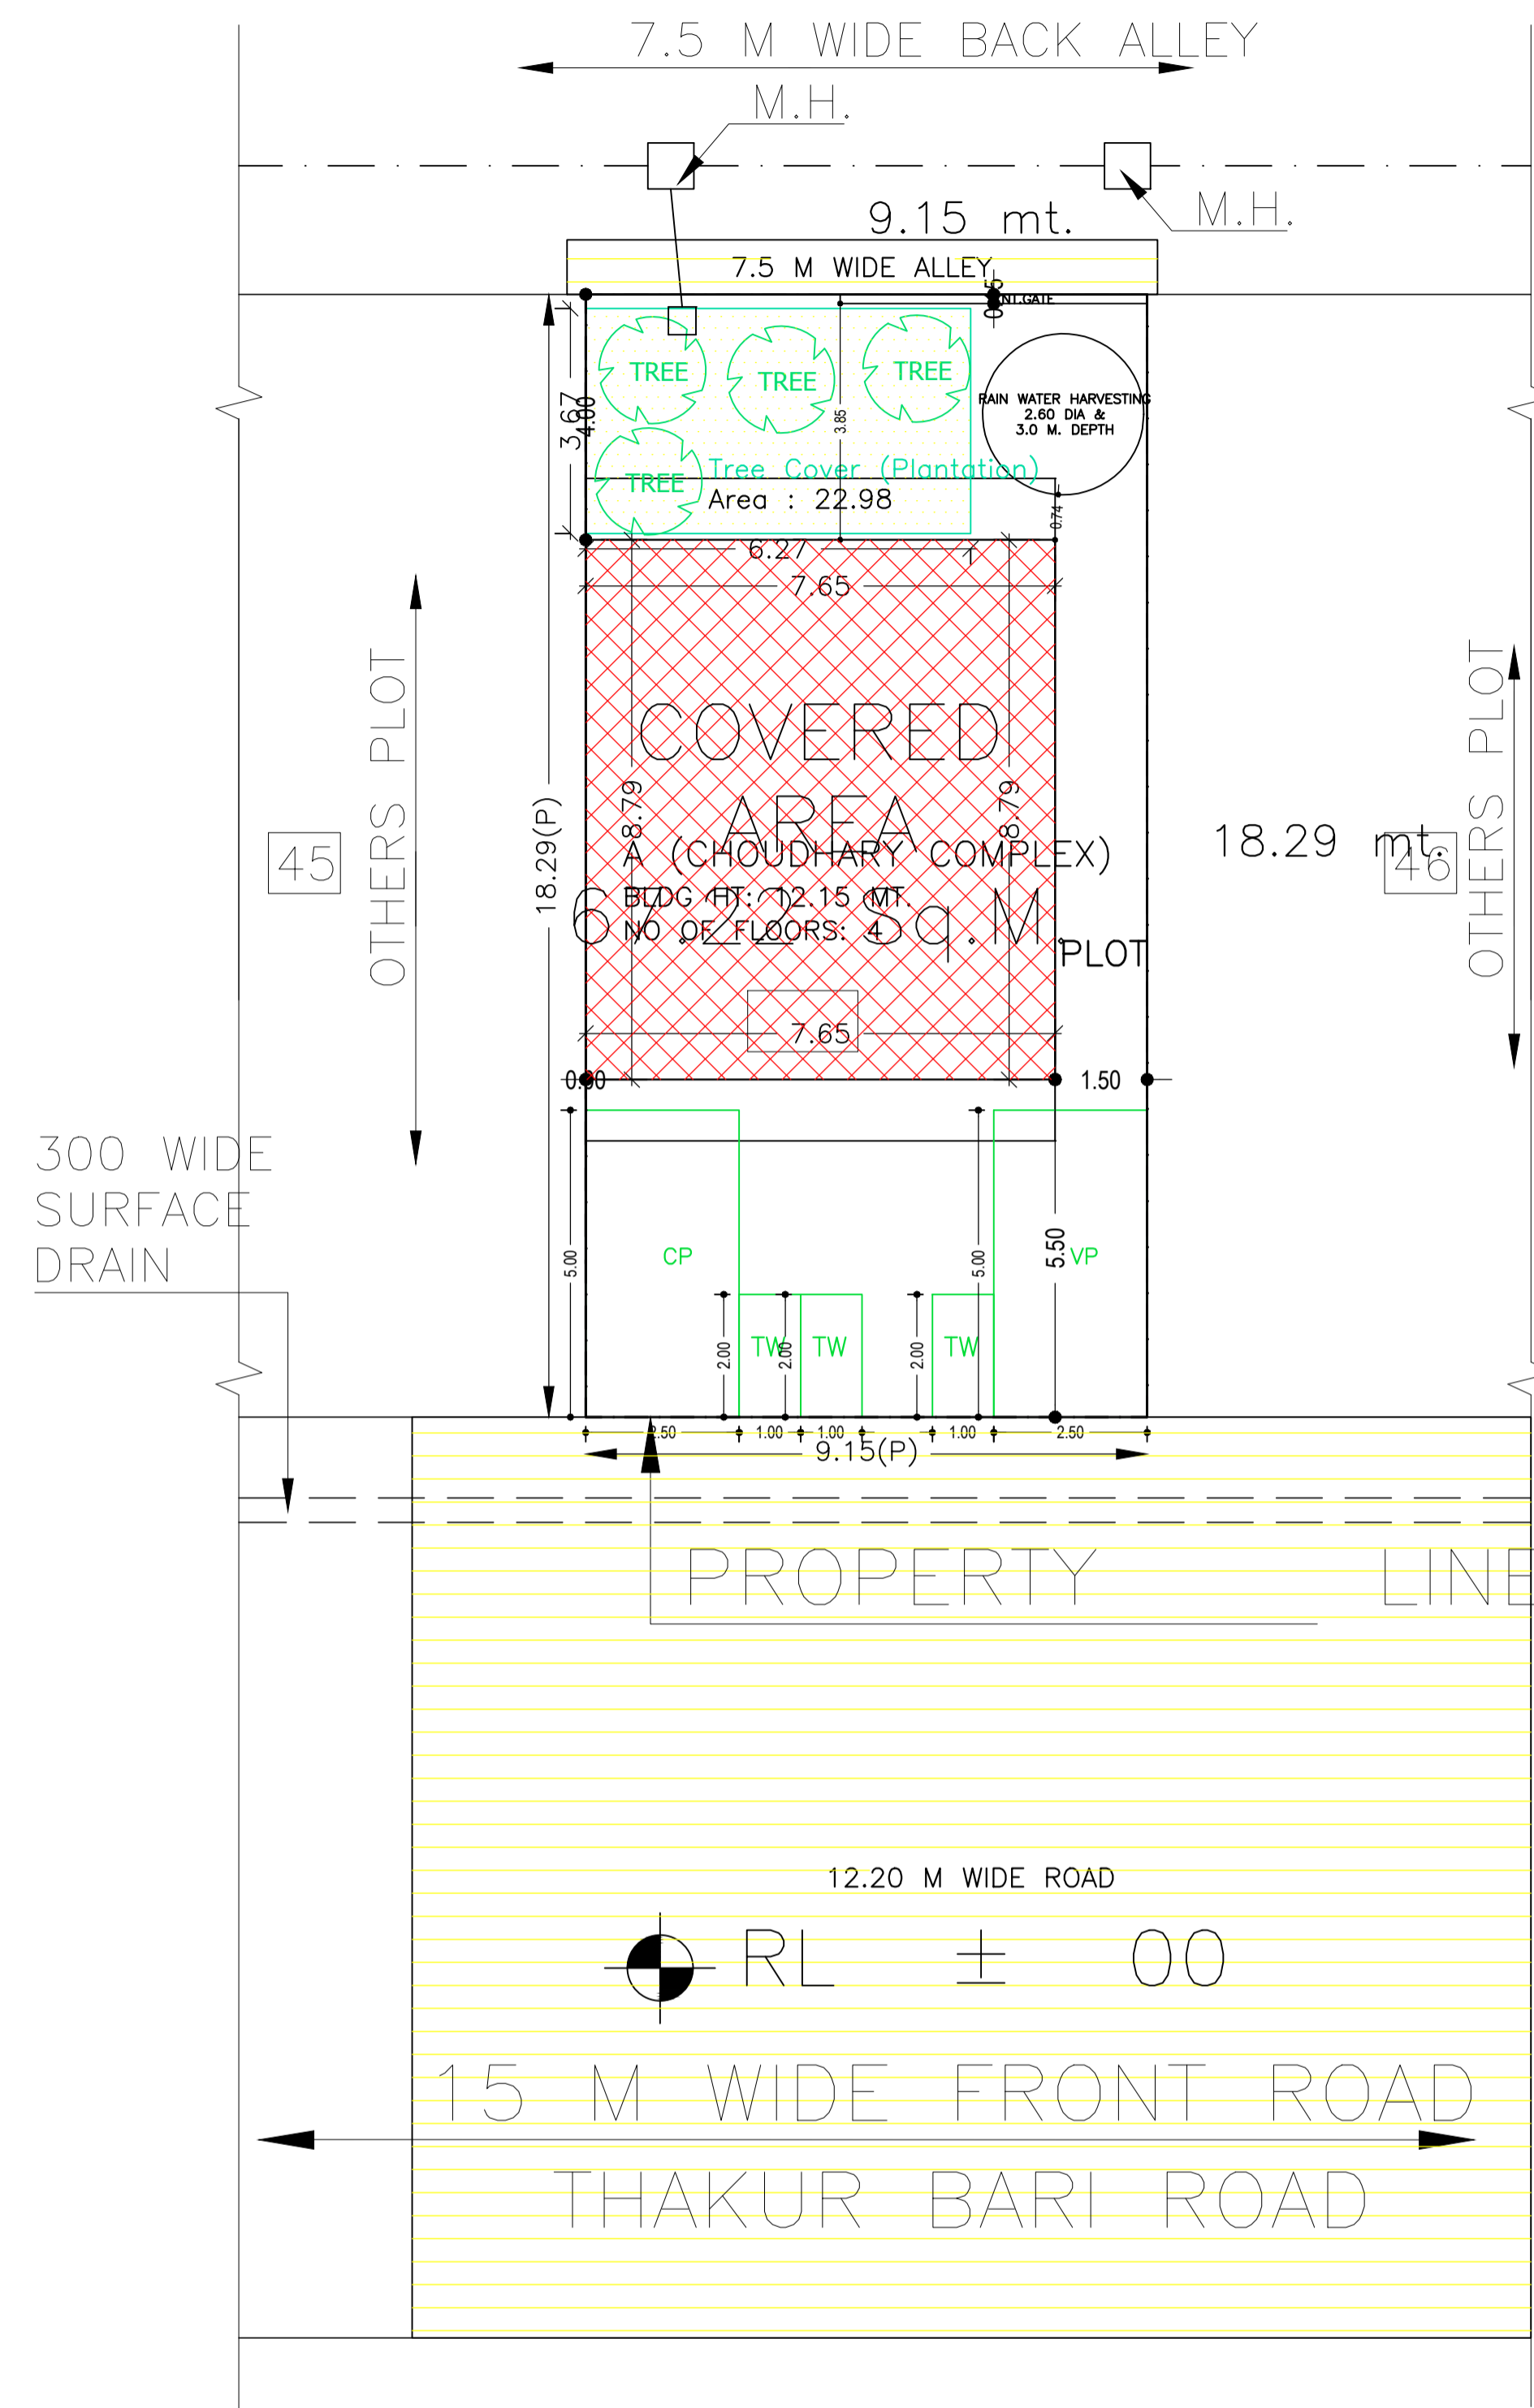 7.5 M WIDE BACK ALLEY
M.H.
M.H.
9.15 mt.
7.5 M WIDE ALLEY
NT.GATE
TREE
TREE
TREE
RAIN WATER HARVESTING
2.60 DIA &
3.0 M. DEPTH
3.67
4.00
3.85
TREE
Tree Cover (Plantation)
Area : 22.98
0.74
6.27
7.65
COVERED
AREA
67.22 Sq.M.
8.79
8.79
A (CHOUDHARY COMPLEX)
BLDG HT: 12.15 MT.
NO OF FLOORS: 4
PLOT
18.29(P)
18.29 mt.
45
OTHERS PLOT
46
OTHERS PLOT
7.65
1.50
300 WIDE
SURFACE
DRAIN
5.00
CP
5.00
5.50
VP
2.00
TW
2.00
TW
2.00
TW
2.50
1.00
1.00
1.00
2.50
9.15(P)
PROPERTY LINE
12.20 M WIDE ROAD
RL ± 00
15 M WIDE FRONT ROAD
THAKUR BARI ROAD